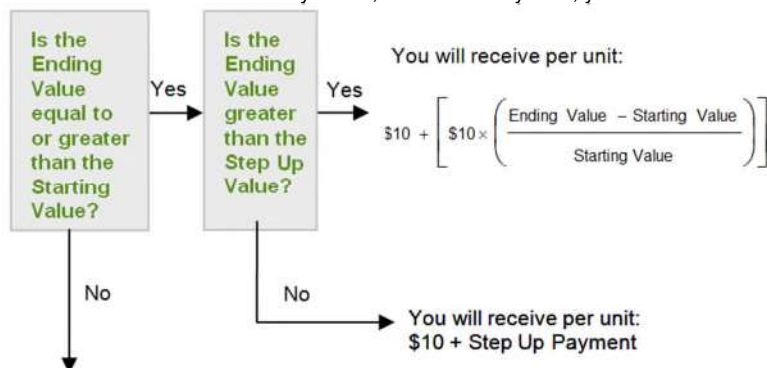 Is the
Ending
Value
equal to
or greater
than the
Starting
Value?
Yes
Is the
Ending
Value
greater
than the
Step Up
Value?
Yes
You will receive per unit:
$10 + [ $10 × ( Ending Value – Starting Value
Starting Value ) ]
No
No
You will receive per unit:
$10 + Step Up Payment